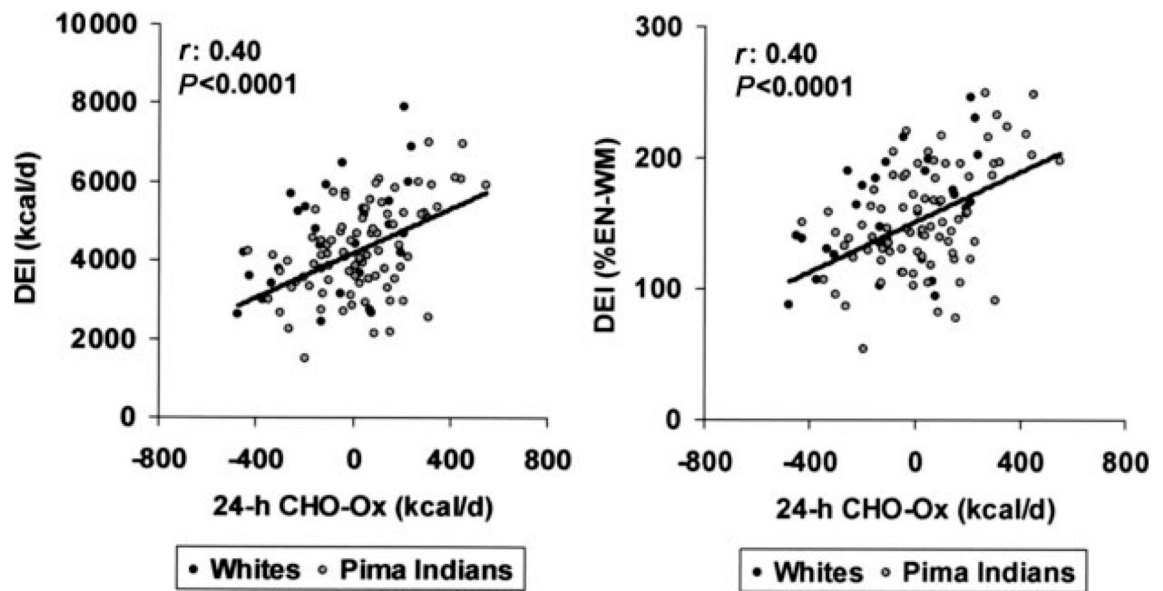 r: 0.40
P<0.0001
DEI (kcal/d)
10000
8000
6000
4000
2000
0
-800 -400 0 400 800
24-h CHO-Ox (kcal/d)
Whites Pima Indians
r: 0.40
P<0.0001
DEI (%EN-WM)
300
200
100
0
-800 -400 0 400 800
24-h CHO-Ox (kcal/d)
Whites Pima Indians